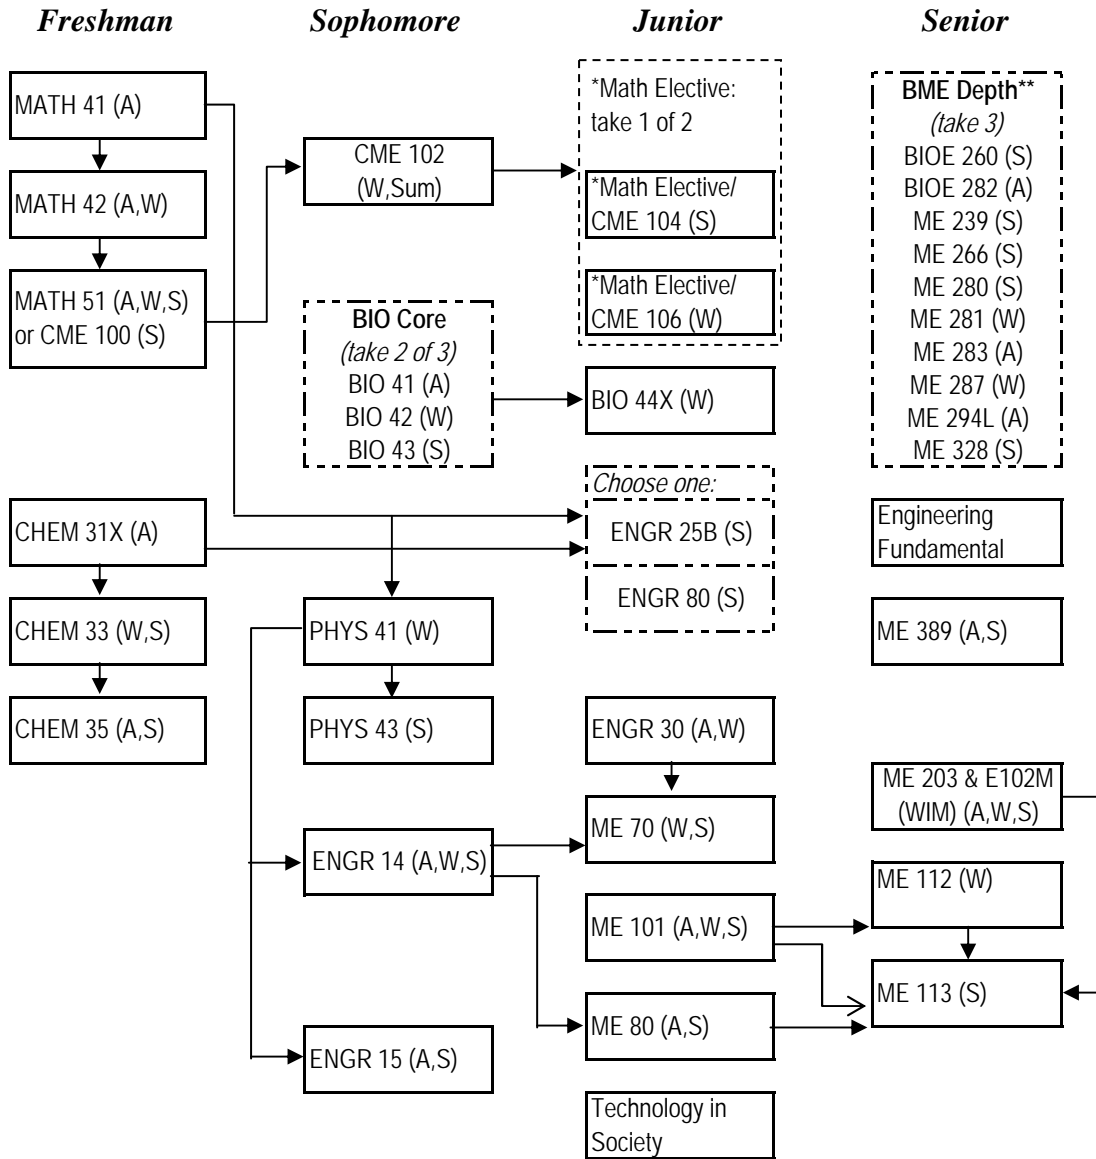 Freshman
Sophomore
Junior
Senior
MATH 41 (A)
MATH 42 (A,W)
MATH 51 (A,W,S)
or CME 100 (S)
CHEM 31X (A)
CHEM 33 (W,S)
CHEM 35 (A,S)
CME 102
(W,Sum)
BIO Core
(take 2 of 3)
BIO 41 (A)
BIO 42 (W)
BIO 43 (S)
PHYS 41 (W)
PHYS 43 (S)
ENGR 14 (A,W,S)
ENGR 15 (A,S)
*Math Elective:
take 1 of 2
*Math Elective/
CME 104 (S)
*Math Elective/
CME 106 (W)
BIO 44X (W)
Choose one:
ENGR 25B (S)
ENGR 80 (S)
ENGR 30 (A,W)
ME 70 (W,S)
ME 101 (A,W,S)
ME 80 (A,S)
Technology in
Society
BME Depth**
(take 3)
BIOE 260 (S)
BIOE 282 (A)
ME 239 (S)
ME 266 (S)
ME 280 (S)
ME 281 (W)
ME 283 (A)
ME 287 (W)
ME 294L (A)
ME 328 (S)
Engineering
Fundamental
ME 389 (A,S)
ME 203 & E102M
(WIM) (A,W,S)
ME 112 (W)
ME 113 (S)